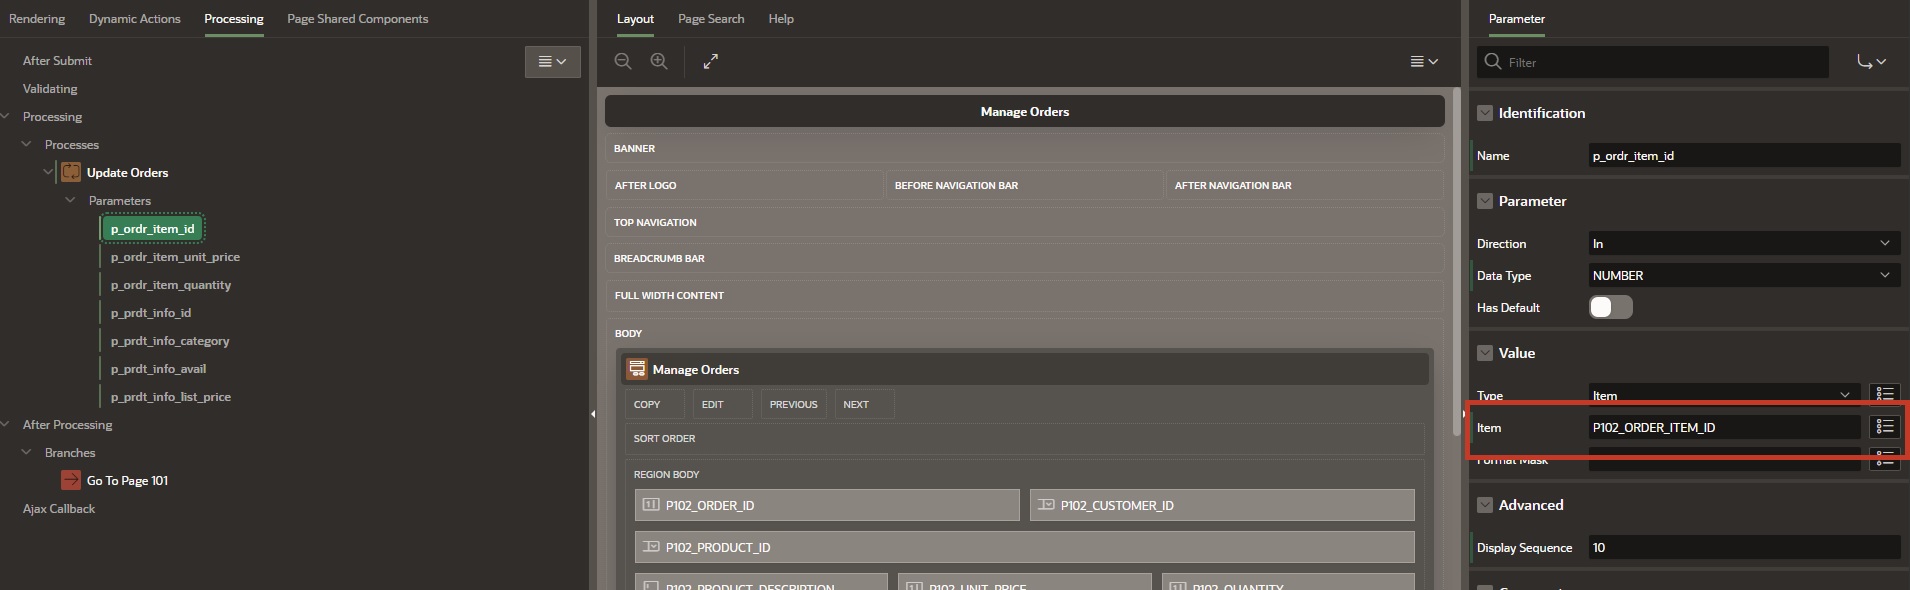 Rendering
Dynamic Actions
Processing
Page Shared Components
After Submit
Validating
Processing
Processes
Update Orders
Parameters
p_ordr_item_id
p_ordr_item_unit_price
p_ordr_item_quantity
p_prdt_info_id
p_prdt_info_category
p_prdt_info_avail
p_prdt_info_list_price
After Processing
Branches
Go To Page 101
Ajax Callback
Layout
Page Search
Help
Manage Orders
BANNER
AFTER LOGO
BEFORE NAVIGATION BAR
AFTER NAVIGATION BAR
TOP NAVIGATION
BREADCRUMB BAR
FULL WIDTH CONTENT
BODY
Manage Orders
COPY
EDIT
PREVIOUS
NEXT
SORT ORDER
REGION BODY
P102_ORDER_ID
P102_CUSTOMER_ID
P102_PRODUCT_ID
P102_PRODUCT_DESCRIPTION
P102_UNIT_PRICE
P102_QUANTITY
Parameter
Filter
Identification
Name
p_ordr_item_id
Parameter
Direction
In
Data Type
NUMBER
Has Default
Value
Type
Item
Item
P102_ORDER_ITEM_ID
Format Mask
Advanced
Display Sequence
10